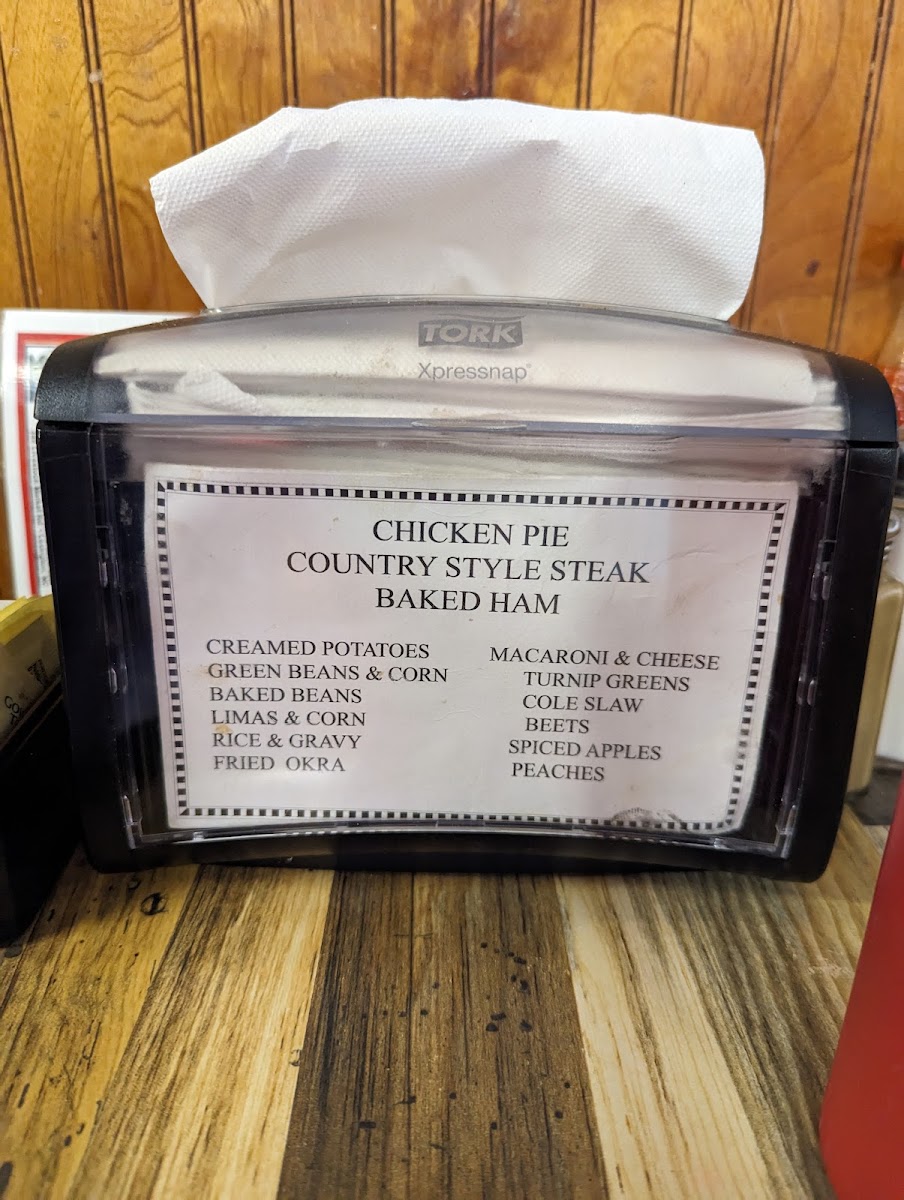 TORK
Xpressnap
CHICKEN PIE
COUNTRY STYLE STEAK
BAKED HAM
CREAMED POTATOES
GREEN BEANS & CORN
BAKED BEANS
LIMAS & CORN
RICE & GRAVY
FRIED OKRA
MACARONI & CHEESE
TURNIP GREENS
COLE SLAW
BEETS
SPICED APPLES
PEACHES